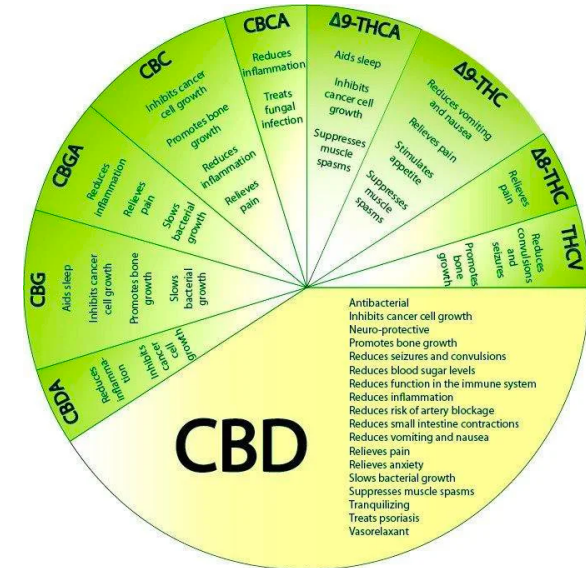 CBCA
Reduces
inflammation
Treats
fungal
infection
Δ9-THCA
Aids sleep
Inhibits
cancer cell
growth
Suppresses
muscle
spasms
Δ9-THC
Reduces vomiting
and nausea
Relieves pain
Stimulates
appetite
Suppresses
muscle
spasms
Δ8-THC
Relieves
pain
THCV
Reduces
convulsions
and
seizures
Promotes
bone
growth
CBC
Inhibits cancer
cell growth
Promotes bone
growth
Reduces
inflammation
Relieves
pain
CBGA
Reduces
inflammation
Relieves
pain
Slows
bacterial
growth
CBG
Aids sleep
Inhibits cancer
cell growth
Promotes bone
growth
Slows
bacterial
growth
CBDA
Reduces
inflamma-
tion
Inhibits
cancer
cell
growth
CBD
Antibacterial
Inhibits cancer cell growth
Neuro-protective
Promotes bone growth
Reduces seizures and convulsions
Reduces blood sugar levels
Reduces function in the immune system
Reduces inflammation
Reduces risk of artery blockage
Reduces small intestine contractions
Reduces vomiting and nausea
Relieves pain
Relieves anxiety
Slows bacterial growth
Suppresses muscle spasms
Tranquilizing
Treats psoriasis
Vasorelaxant